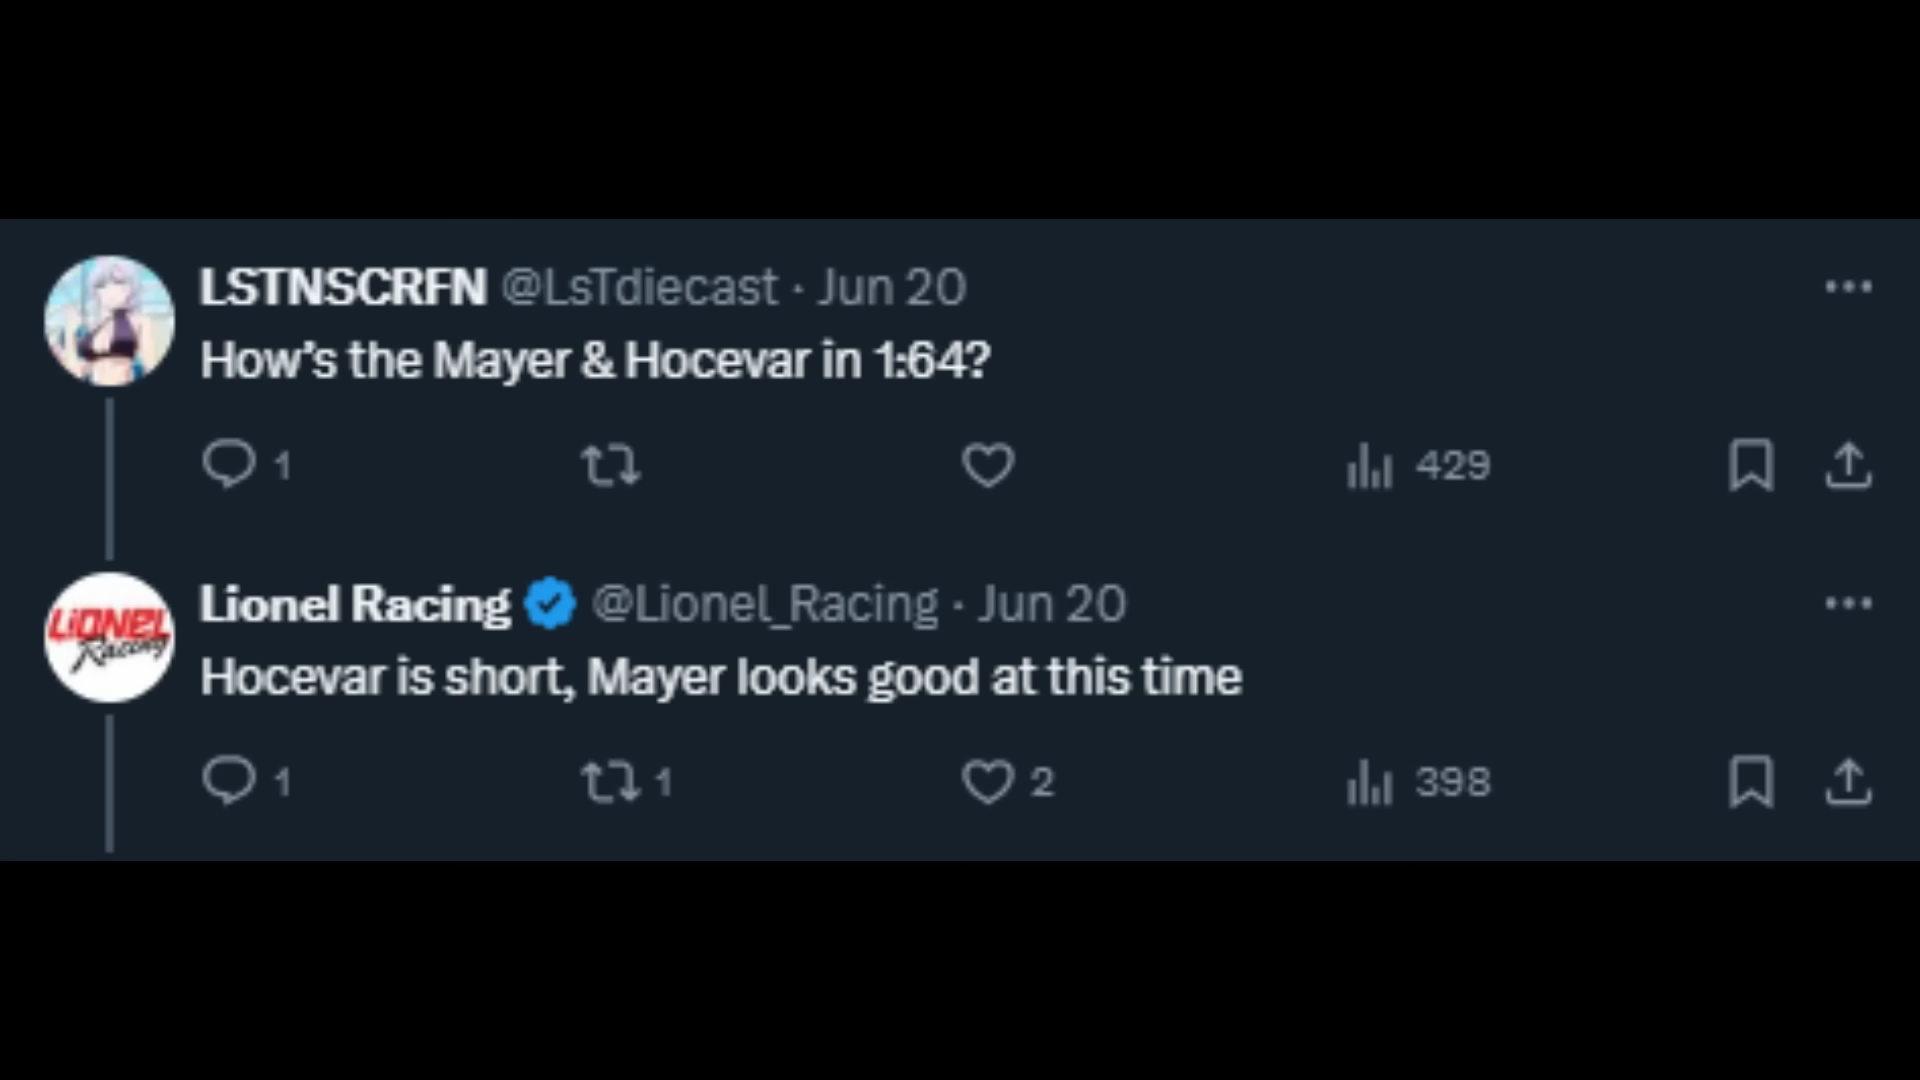 LSTNSCRFN @LsTdiecast · Jun 20
How's the Mayer & Hocevar in 1:64?
1 429
LIONEL
Racing
Lionel Racing @Lionel_Racing · Jun 20
Hocevar is short, Mayer looks good at this time
1 1 2 398